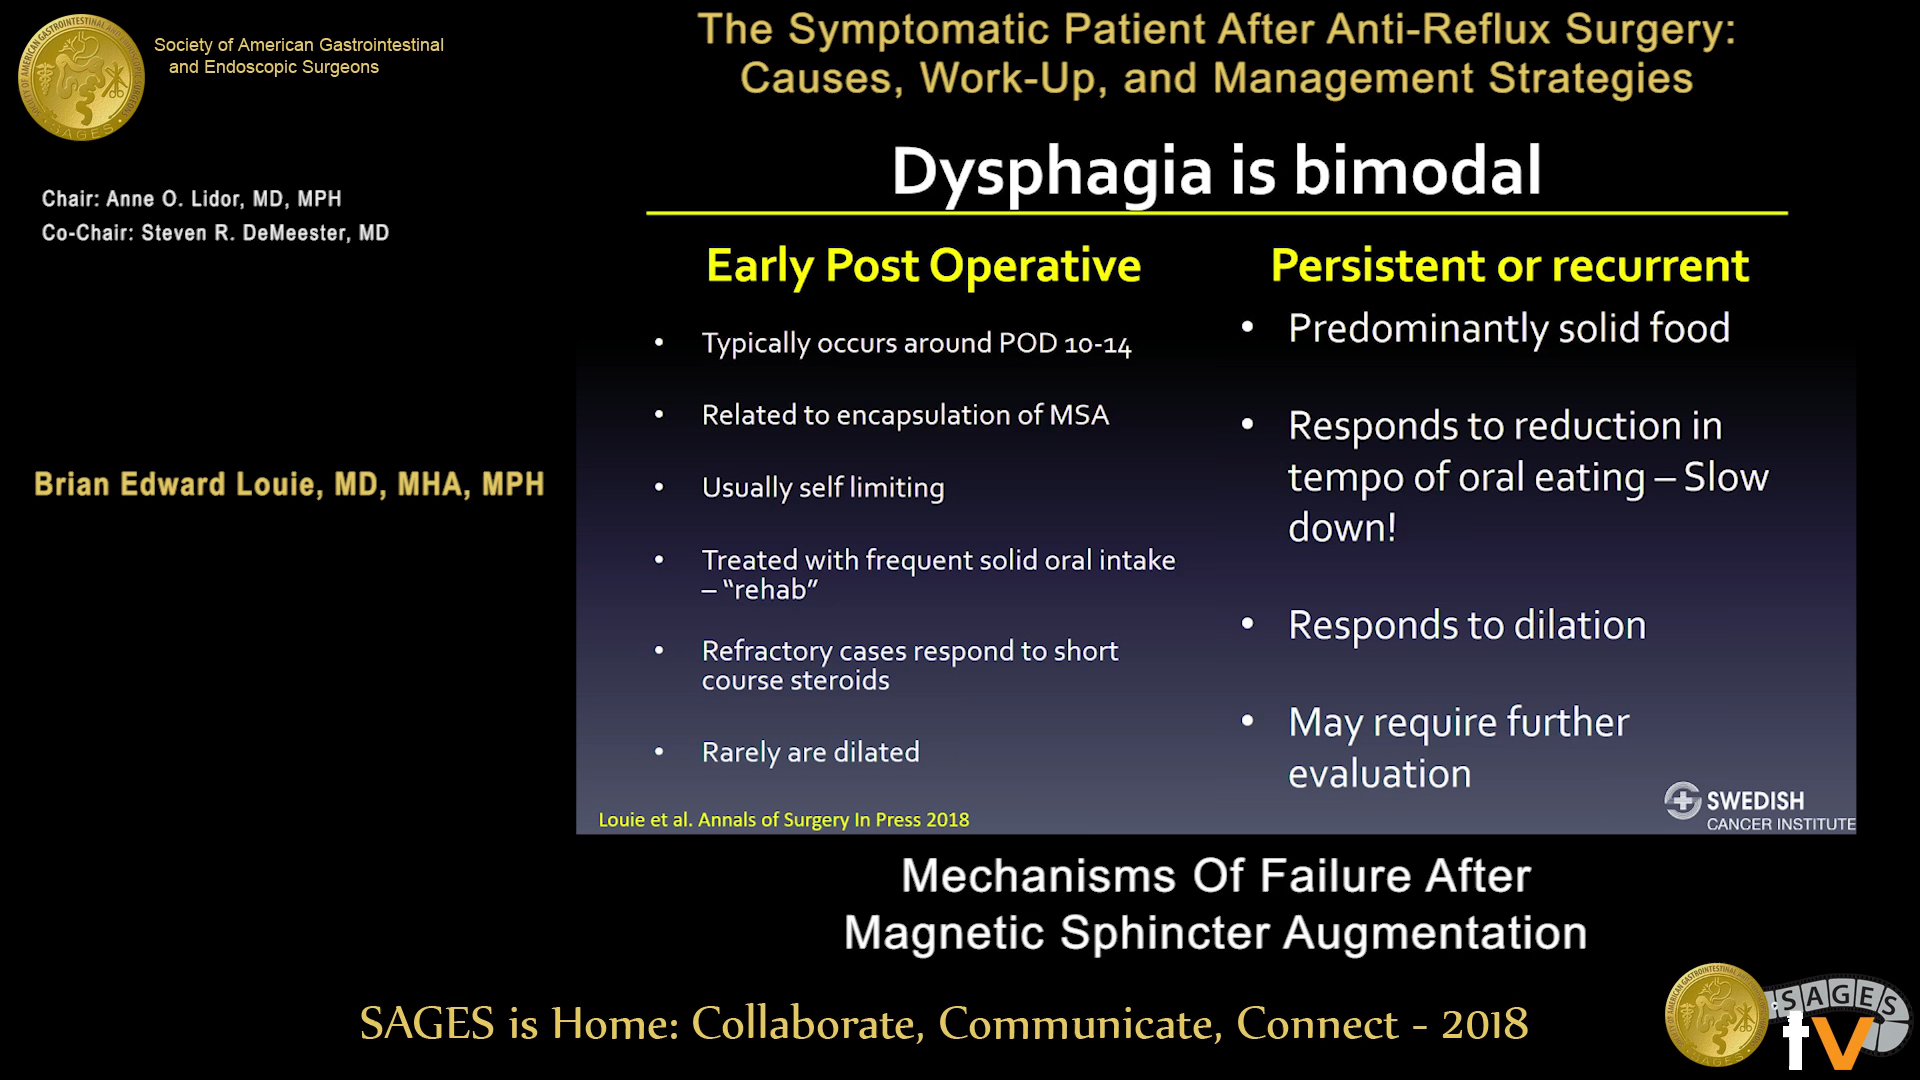 Society of American Gastrointestinal
and Endoscopic Surgeons
The Symptomatic Patient After Anti-Reflux Surgery:
Causes, Work-Up, and Management Strategies
Chair: Anne O. Lidor, MD, MPH
Co-Chair: Steven R. DeMeester, MD
Brian Edward Louie, MD, MHA, MPH
Dysphagia is bimodal
Early Post Operative
• Typically occurs around POD 10-14
• Related to encapsulation of MSA
• Usually self limiting
• Treated with frequent solid oral intake
– “rehab”
• Refractory cases respond to short
course steroids
• Rarely are dilated
Louie et al. Annals of Surgery In Press 2018
Persistent or recurrent
• Predominantly solid food
• Responds to reduction in
tempo of oral eating – Slow
down!
• Responds to dilation
• May require further
evaluation
SWEDISH
CANCER INSTITUTE
Mechanisms Of Failure After
Magnetic Sphincter Augmentation
SAGES is Home: Collaborate, Communicate, Connect - 2018
SAGES
tv